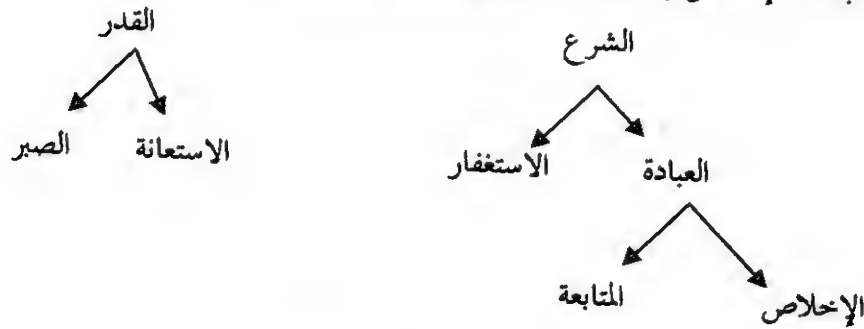 الشرع
القدر
العبادة
الاستغفار
الاستعانة
الصبر
الإخلاص
المتابعة